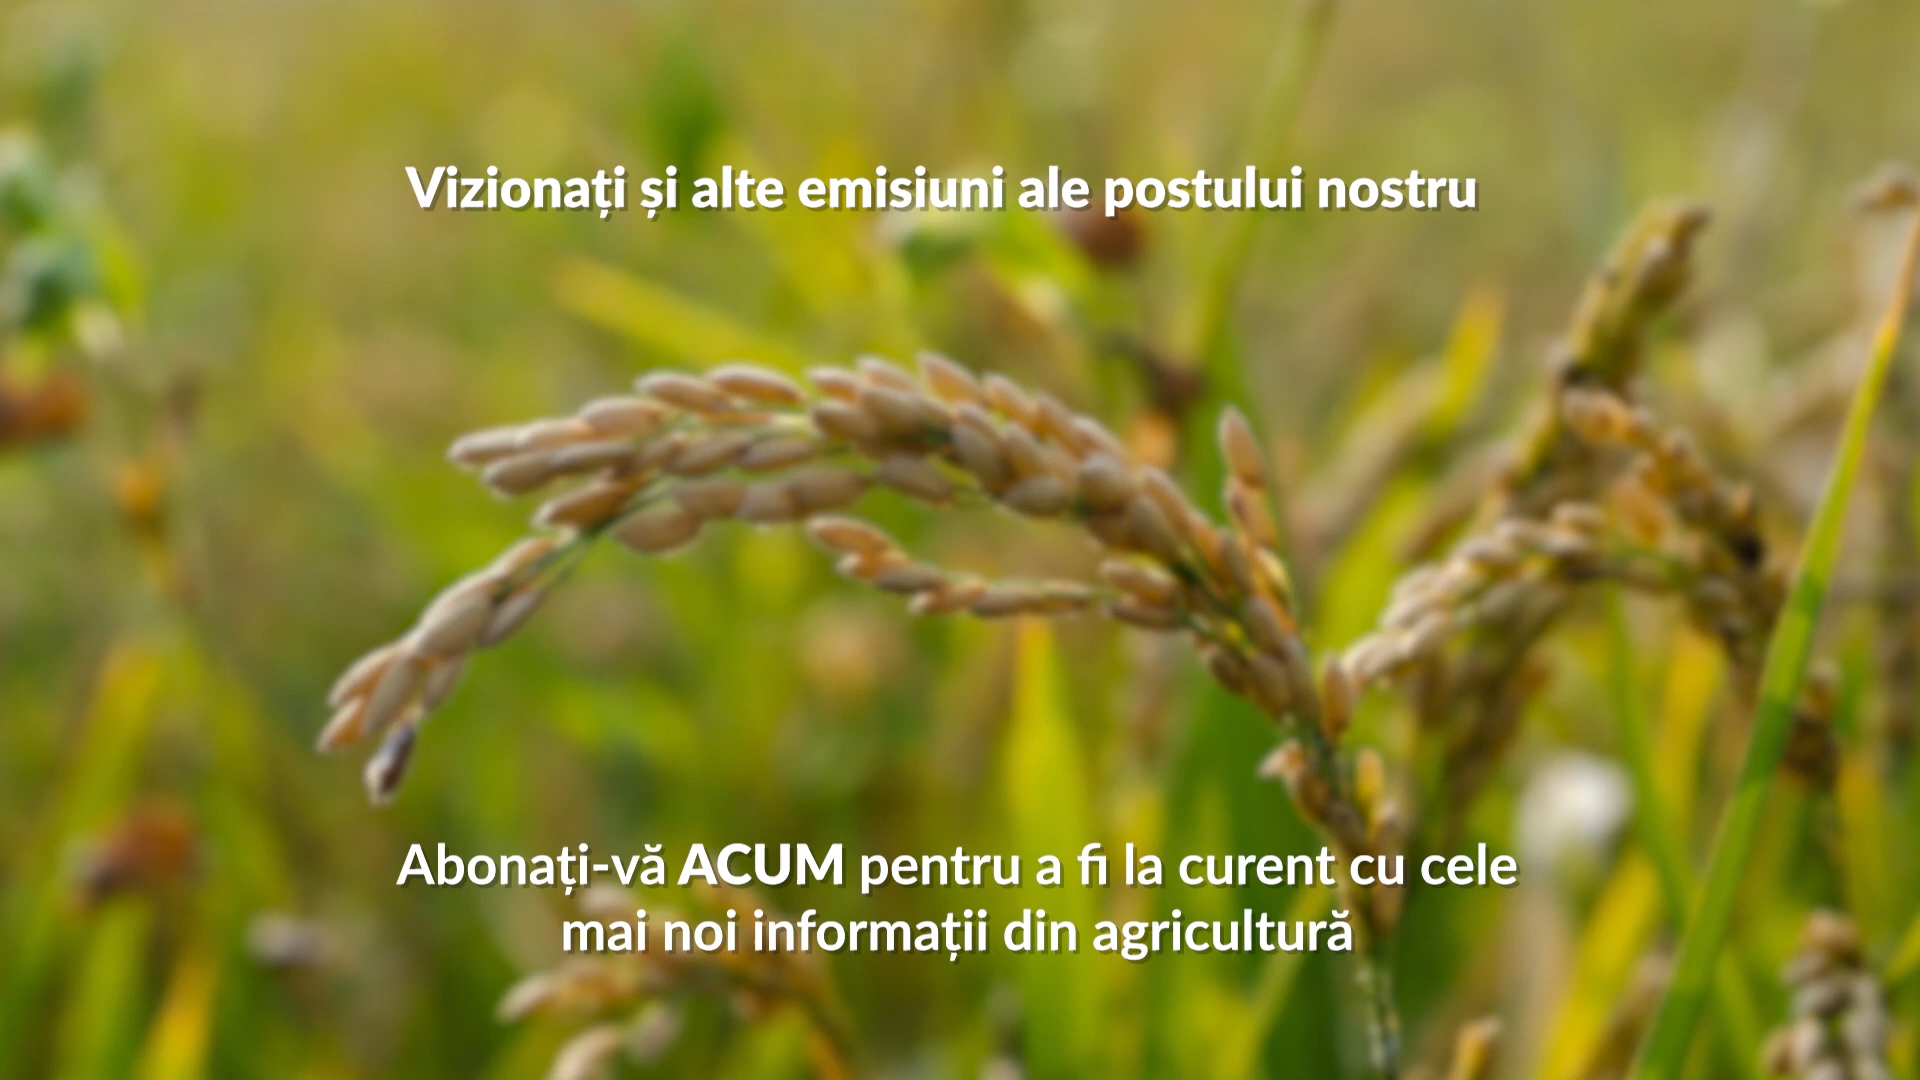 Vizionați și alte emisiuni ale postului nostru
Abonați-vă ACUM pentru a fi la curent cu cele
mai noi informații din agricultură